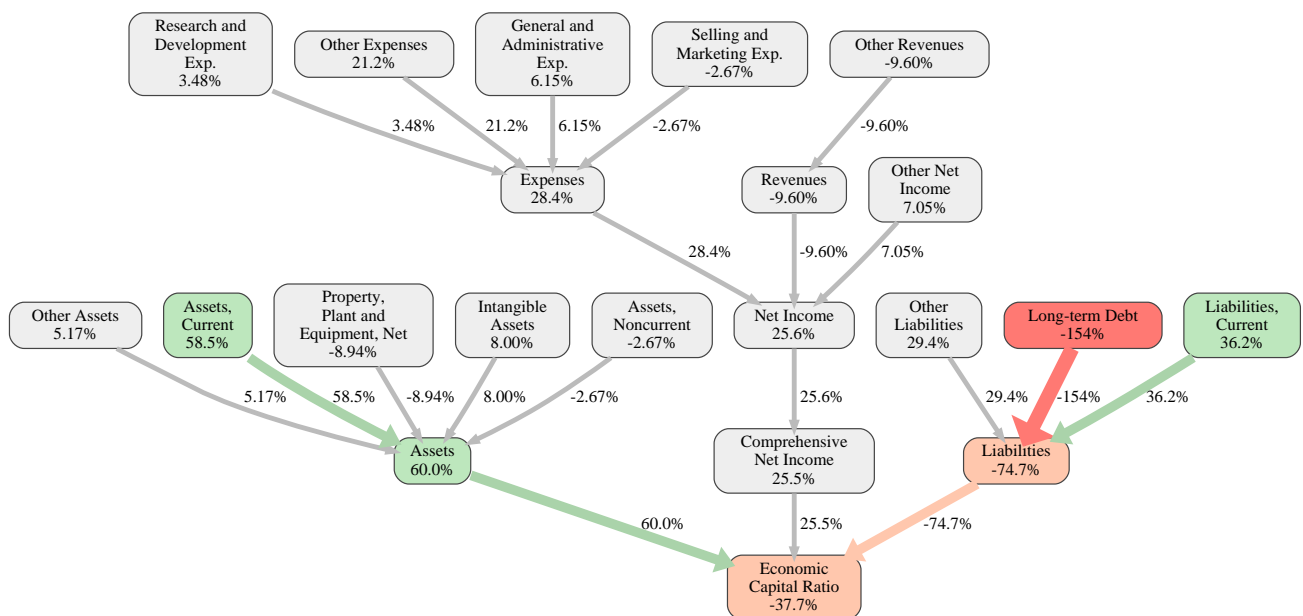 Research and
Development
Exp.
3.48%
Other Expenses
21.2%
General and
Administrative
Exp.
6.15%
Selling and
Marketing Exp.
-2.67%
Other Revenues
-9.60%
3.48%
21.2%
6.15%
-2.67%
-9.60%
Expenses
28.4%
Revenues
-9.60%
Other Net
Income
7.05%
28.4%
-9.60%
7.05%
Other Assets
5.17%
Assets,
Current
58.5%
Property,
Plant and
Equipment, Net
-8.94%
Intangible
Assets
8.00%
Assets,
Noncurrent
-2.67%
Net Income
25.6%
Other
Liabilities
29.4%
Long-term Debt
-154%
Liabilities,
Current
36.2%
5.17%
58.5%
-8.94%
8.00%
-2.67%
25.6%
29.4%
-154%
36.2%
Assets
60.0%
Comprehensive
Net Income
25.5%
Liabilities
-74.7%
60.0%
25.5%
-74.7%
Economic
Capital Ratio
-37.7%